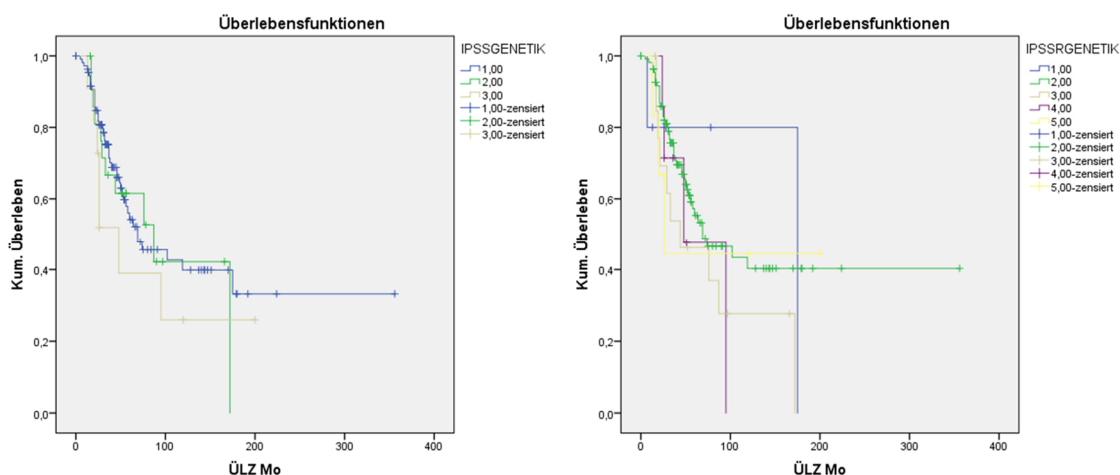 Überlebensfunktionen
IPSSGENETIK
1,00
2,00
3,00
1,00-zensiert
2,00-zensiert
3,00-zensiert
1,0
0,8
0,6
0,4
0,2
0,0
Kum. Überleben
0
100
200
300
400
ÜLZ Mo
Überlebensfunktionen
IPSSRGENETIK
1,00
2,00
3,00
4,00
5,00
1,00-zensiert
2,00-zensiert
3,00-zensiert
4,00-zensiert
5,00-zensiert
1,0
0,8
0,6
0,4
0,2
0,0
Kum. Überleben
0
100
200
300
400
ÜLZ Mo